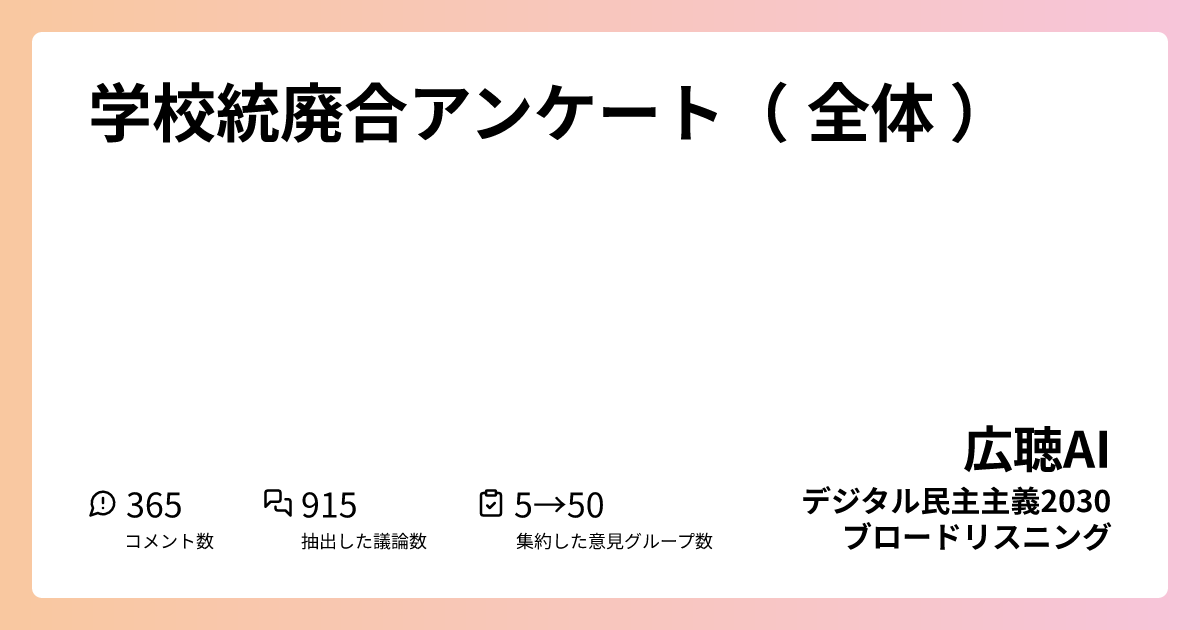 学校統廃合アンケート（ 全体 ）
広聴AI
デジタル民主主義2030
ブロードリスニング
365
コメント数
915
抽出した議論数
5→50
集約した意見グループ数